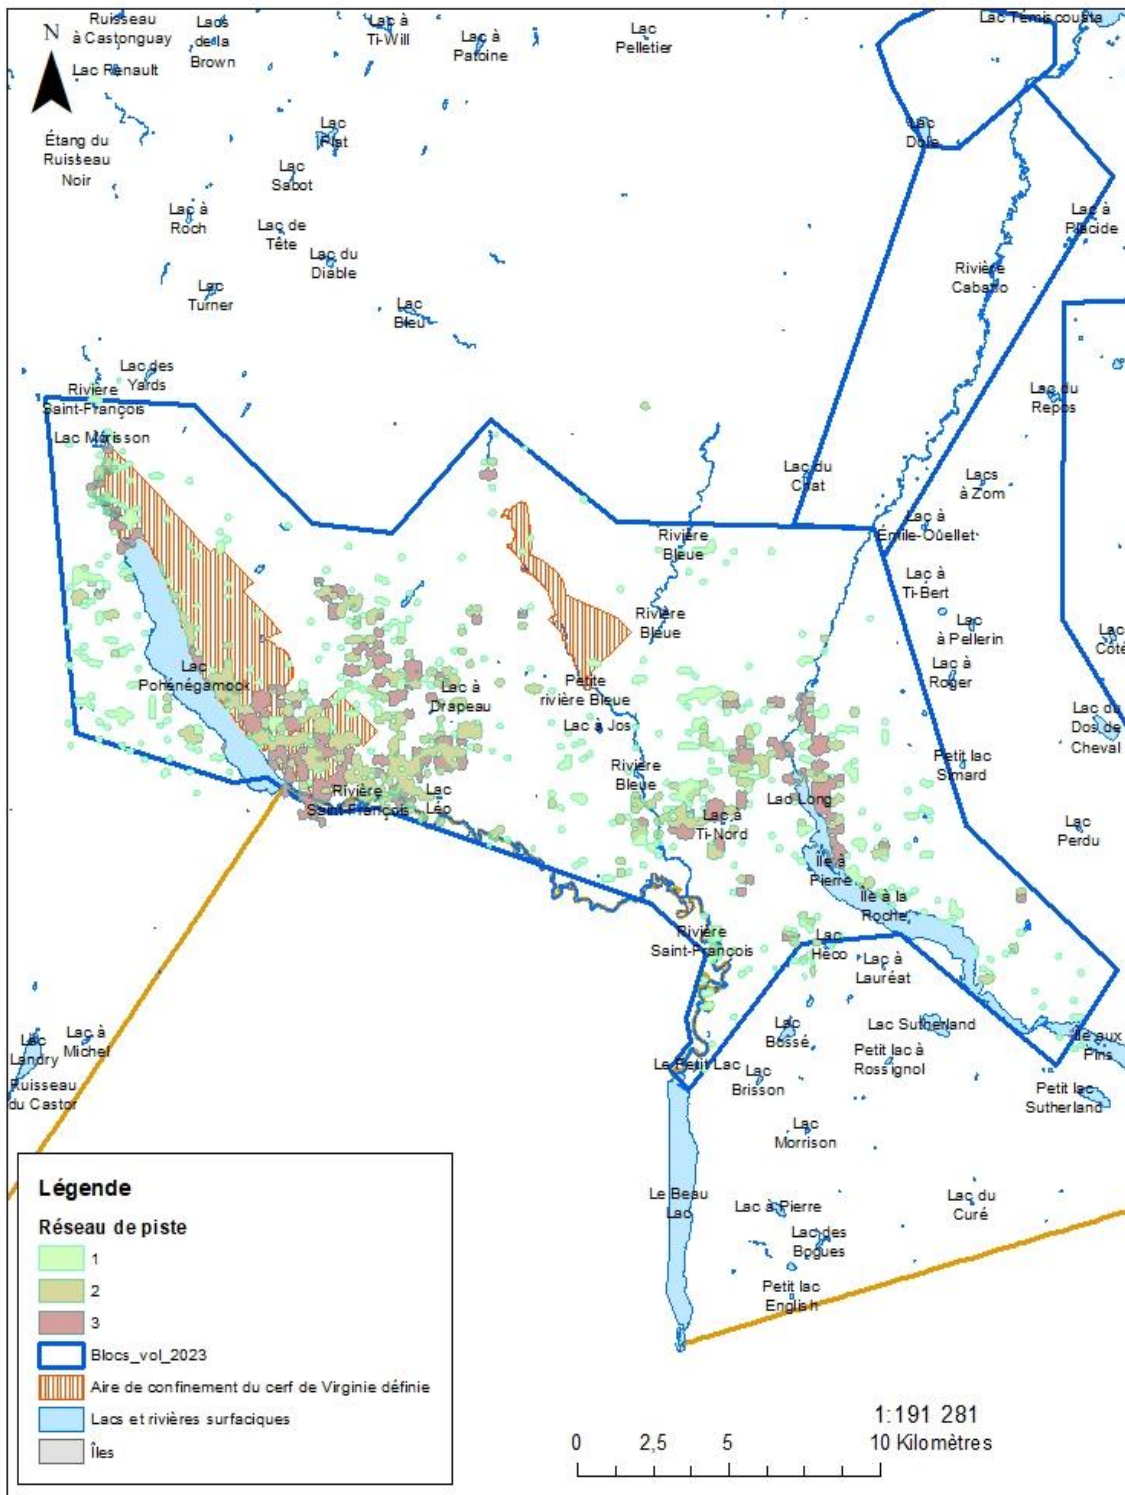 Ruisseau
à Castonguay
Lacs
de la
Brown
Lac à
Ti-Will
Lac à
Patoine
Lac
Pelletier
Lac Témiscouata
N
Lac Renault
Étang du
Ruisseau
Noir
Lac
Plat
Lac
Dole
Lac
Sabot
Lac à
Roch
Lac de
Tête
Lac à
Placide
Lac du
Diable
Rivière
Cabano
Lac
Turner
Lac
Bleu
Lac des
Yards
Rivière
Saint-François
Lac du
Repos
Lac Morisson
Lac du
Chat
Lacs
à Zom
Lac à
Émile-Ouellet
Rivière
Bleue
Lac à
Ti-Bert
Rivière
Bleue
Lac
à Pellerin
Lac
Côté
Lac
Pohénégamook
Lac à
Drapeau
Petite
rivière Bleue
Lac à
Roger
Lac à Jos
Lac du
Dos de
Cheval
Rivière
Bleue
Petit lac
Simard
Rivière
Saint-François
Lac
Léo
Lac Long
Lac à
Ti-Nord
Lac
Perdu
Île à
Pierre
Île à la
Roche
Rivière
Saint-François
Lac
Héco
Lac à
Lauréat
Lac
Landry
Lac à
Michel
Lac
Bossé
Lac Sutherland
Île aux
Pins
Petit lac à
Rossignol
Le Petit Lac
Lac
Brisson
Ruisseau
du Castor
Petit lac
Sutherland
Lac
Morrison
Le Beau
Lac
Lac à Pierre
Lac du
Curé
Lac des
Bogues
Petit lac
English
Légende
Réseau de piste
1
2
3
Blocs_vol_2023
Aire de confinement du cerf de Virginie définie
Lacs et rivières surfaciques
Îles
1:191 281
0 2,5 5 10 Kilomètres